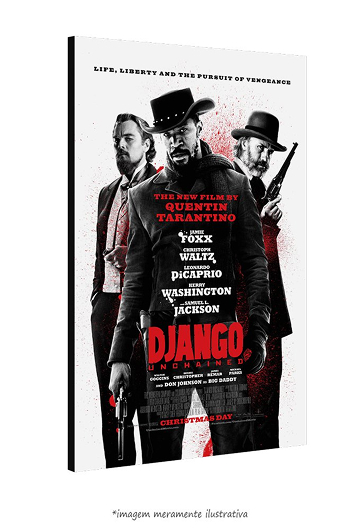 LIFE, LIBERTY AND THE PURSUIT OF VENGEANCE
THE NEW FILM BY
QUENTIN
TARANTINO
JAMIE
FOXX
CHRISTOPH
WALTZ
LEONARDO
DiCAPRIO
KERRY
WASHINGTON
AND SAMUEL L.
JACKSON
DJANGO
UNCHAINED
WALTON GOGGINS
DENNIS CHRISTOPHER
JAMES REMAR
MICHAEL PARKS
AND DON JOHNSON AS BIG DADDY
CHRISTMAS DAY
*imagem meramente ilustrativa